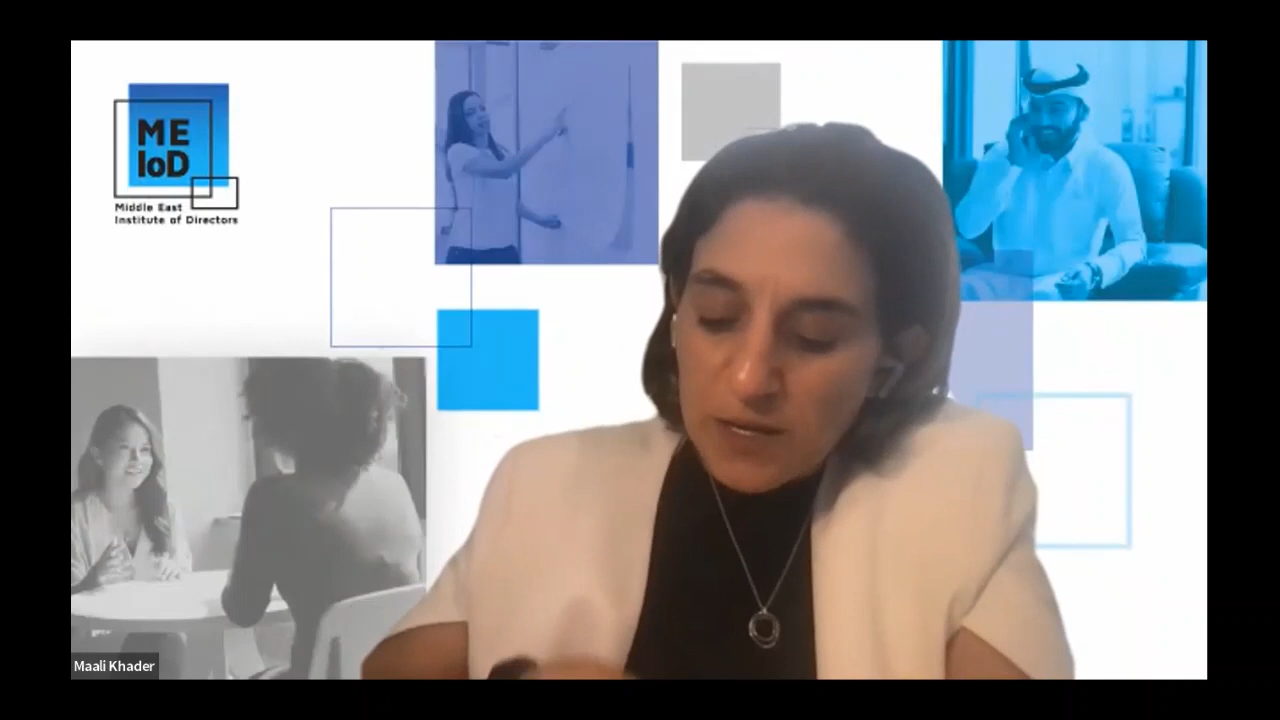 ME
IoD
Middle East
Institute of Directors
Maali Khader